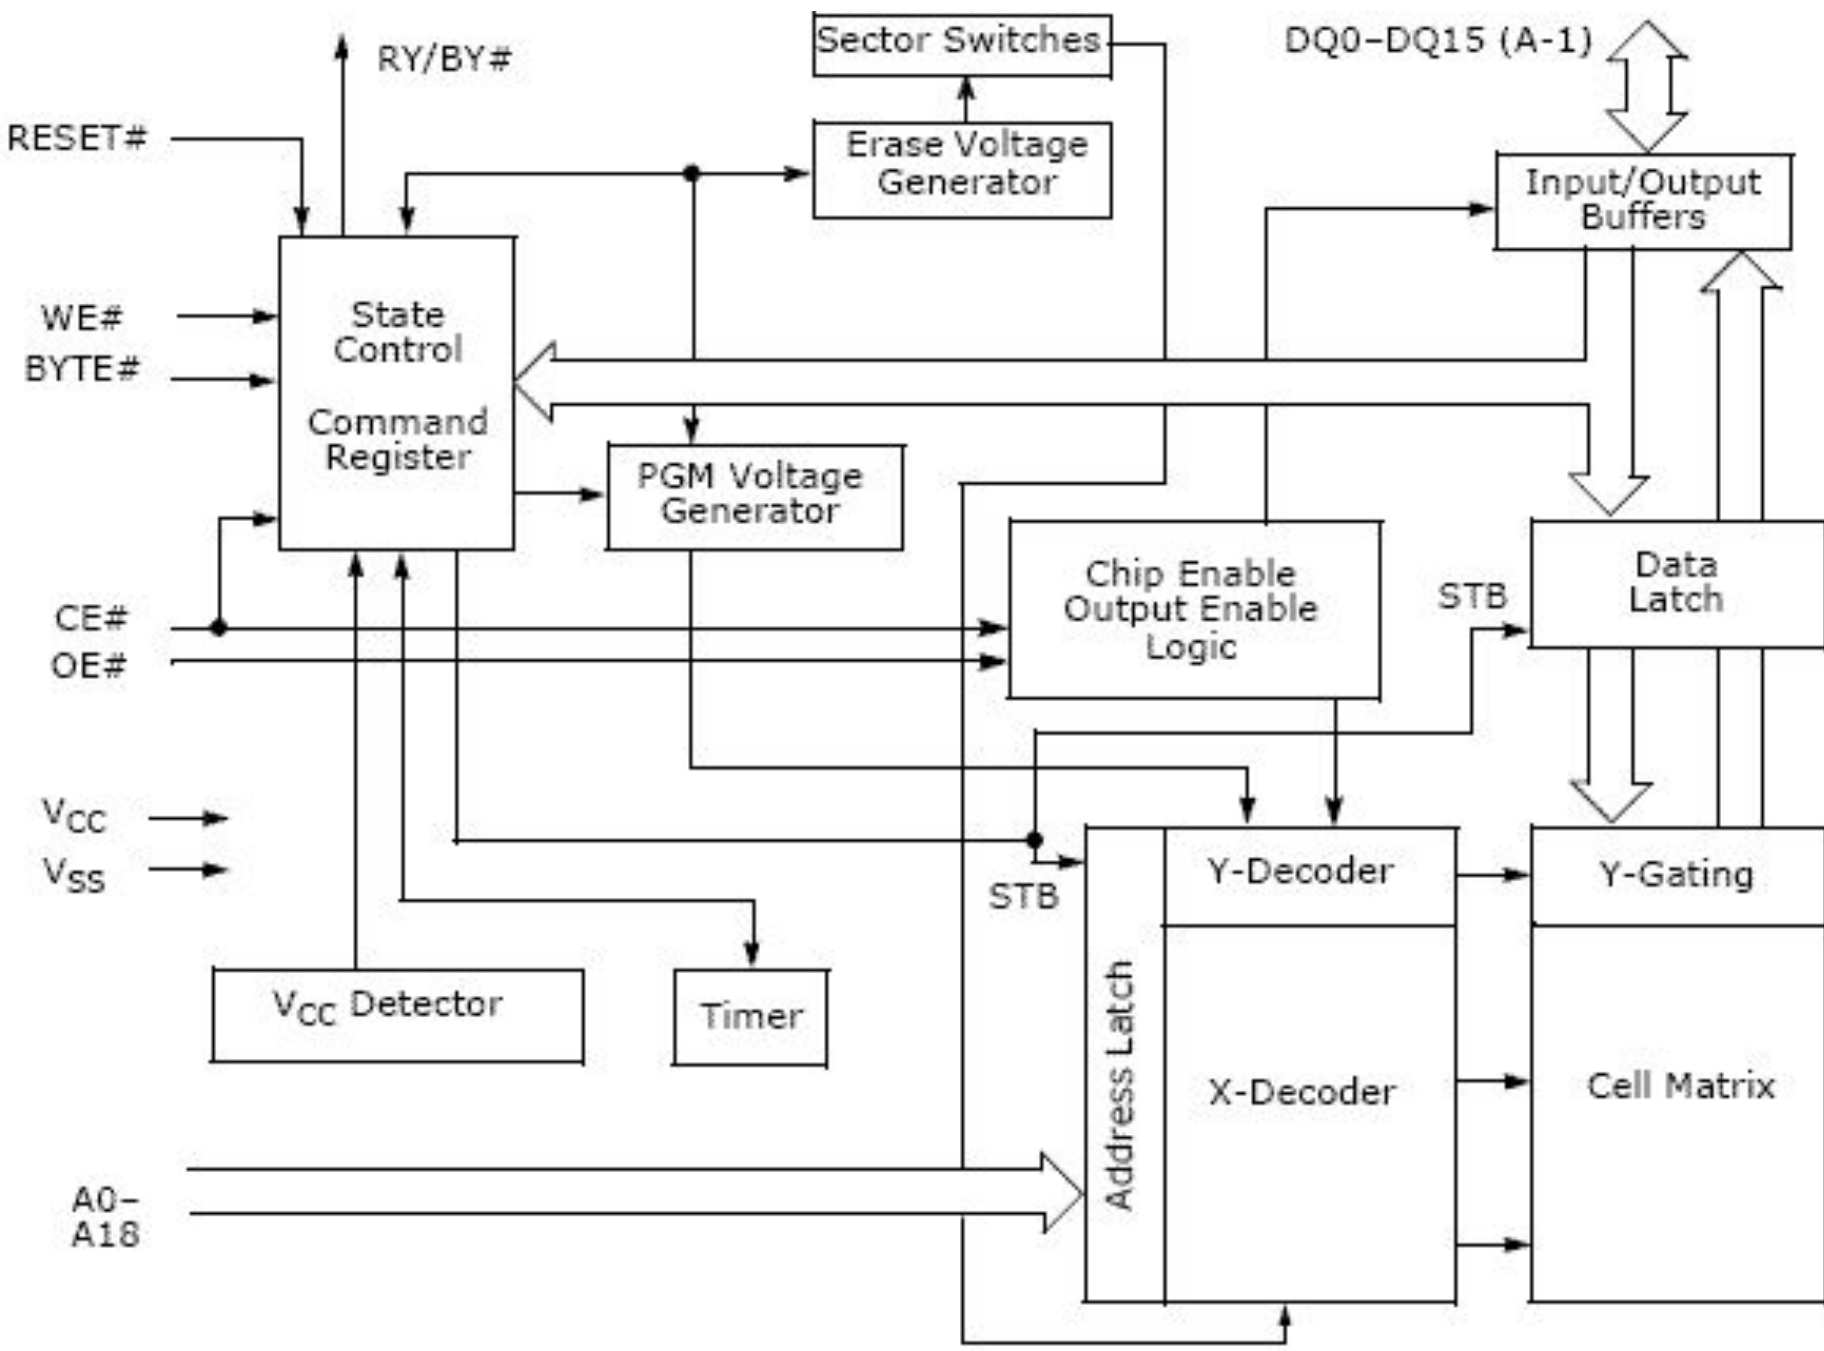 RY/BY#
Sector Switches
DQ0–DQ15 (A-1)
RESET#
Erase Voltage
Generator
Input/Output
Buffers
WE#
BYTE#
State
Control
Command
Register
PGM Voltage
Generator
Chip Enable
Output Enable
Logic
STB
Data
Latch
CE#
OE#
VCC
VSS
STB
Y-Decoder
Y-Gating
VCC Detector
Timer
Address Latch
X-Decoder
Cell Matrix
A0–
A18